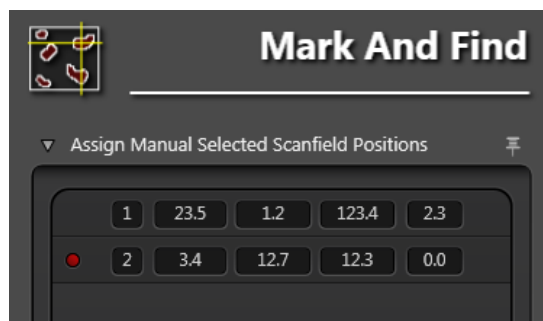 Mark And Find
Assign Manual Selected Scanfield Positions
1 23.5 1.2 123.4 2.3
2 3.4 12.7 12.3 0.0